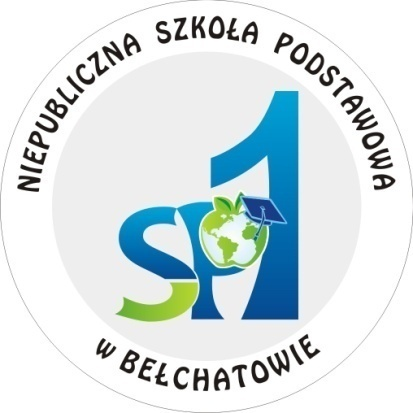 NIEPUBLICZNA SZKOŁA PODSTAWOWA
SP1
w BEŁCHATOWIE